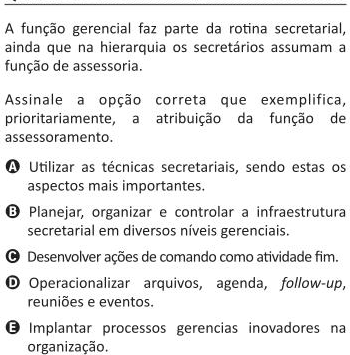 A função gerencial faz parte da rotina secretarial,
ainda que na hierarquia os secretários assumam a
função de assessoria.
Assinale a opção correta que exemplifica,
prioritariamente, a atribuição da função de
assessoramento.
A Utilizar as técnicas secretariais, sendo estas os
aspectos mais importantes.
B Planejar, organizar e controlar a infraestrutura
secretarial em diversos níveis gerenciais.
C Desenvolver ações de comando como atividade fim.
D Operacionalizar arquivos, agenda, follow-up,
reuniões e eventos.
E Implantar processos gerencias inovadores na
organização.